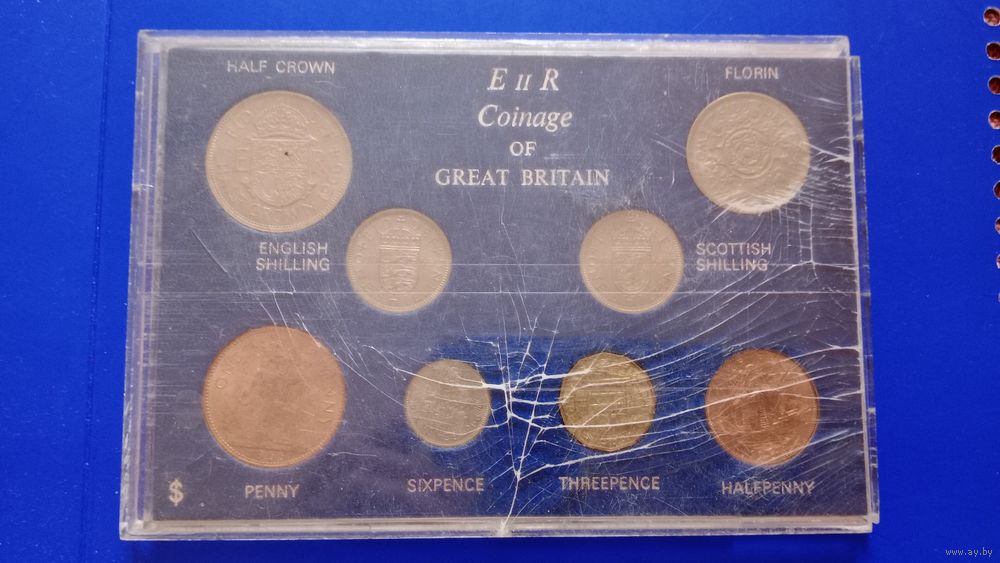 HALF CROWN
E II R
Coinage
OF
GREAT BRITAIN
FLORIN
ENGLISH
SHILLING
SCOTTISH
SHILLING
PENNY
SIXPENCE
THREEPENCE
HALFPENNY
$
www.ay.by